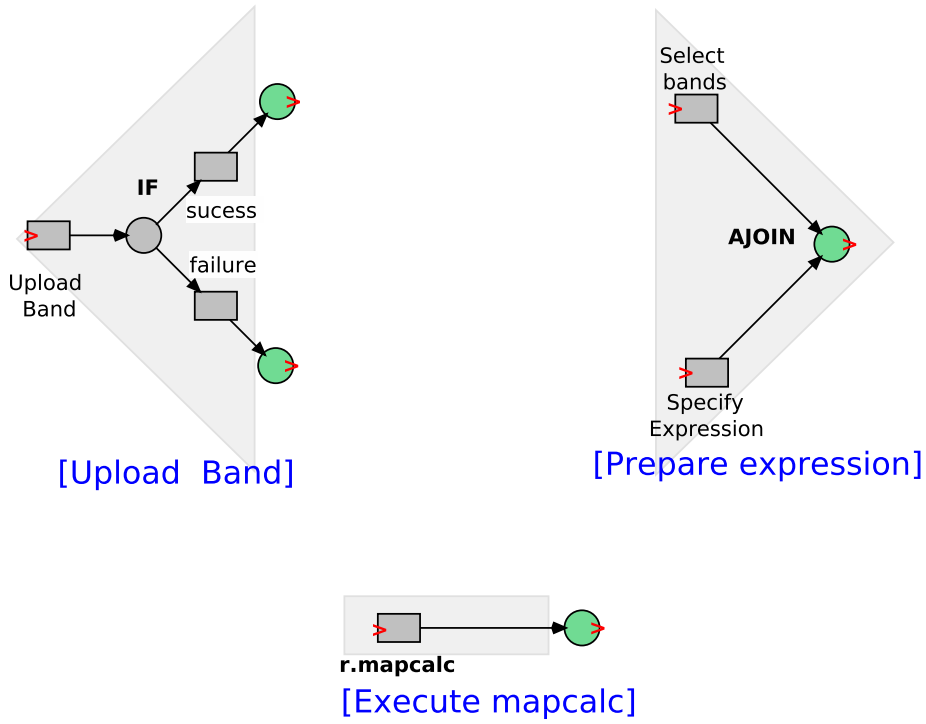 IF
sucess
failure
Upload
Band
[Upload  Band]
Select
bands
AJOIN
Specify
Expression
[Prepare expression]
r.mapcalc
[Execute mapcalc]